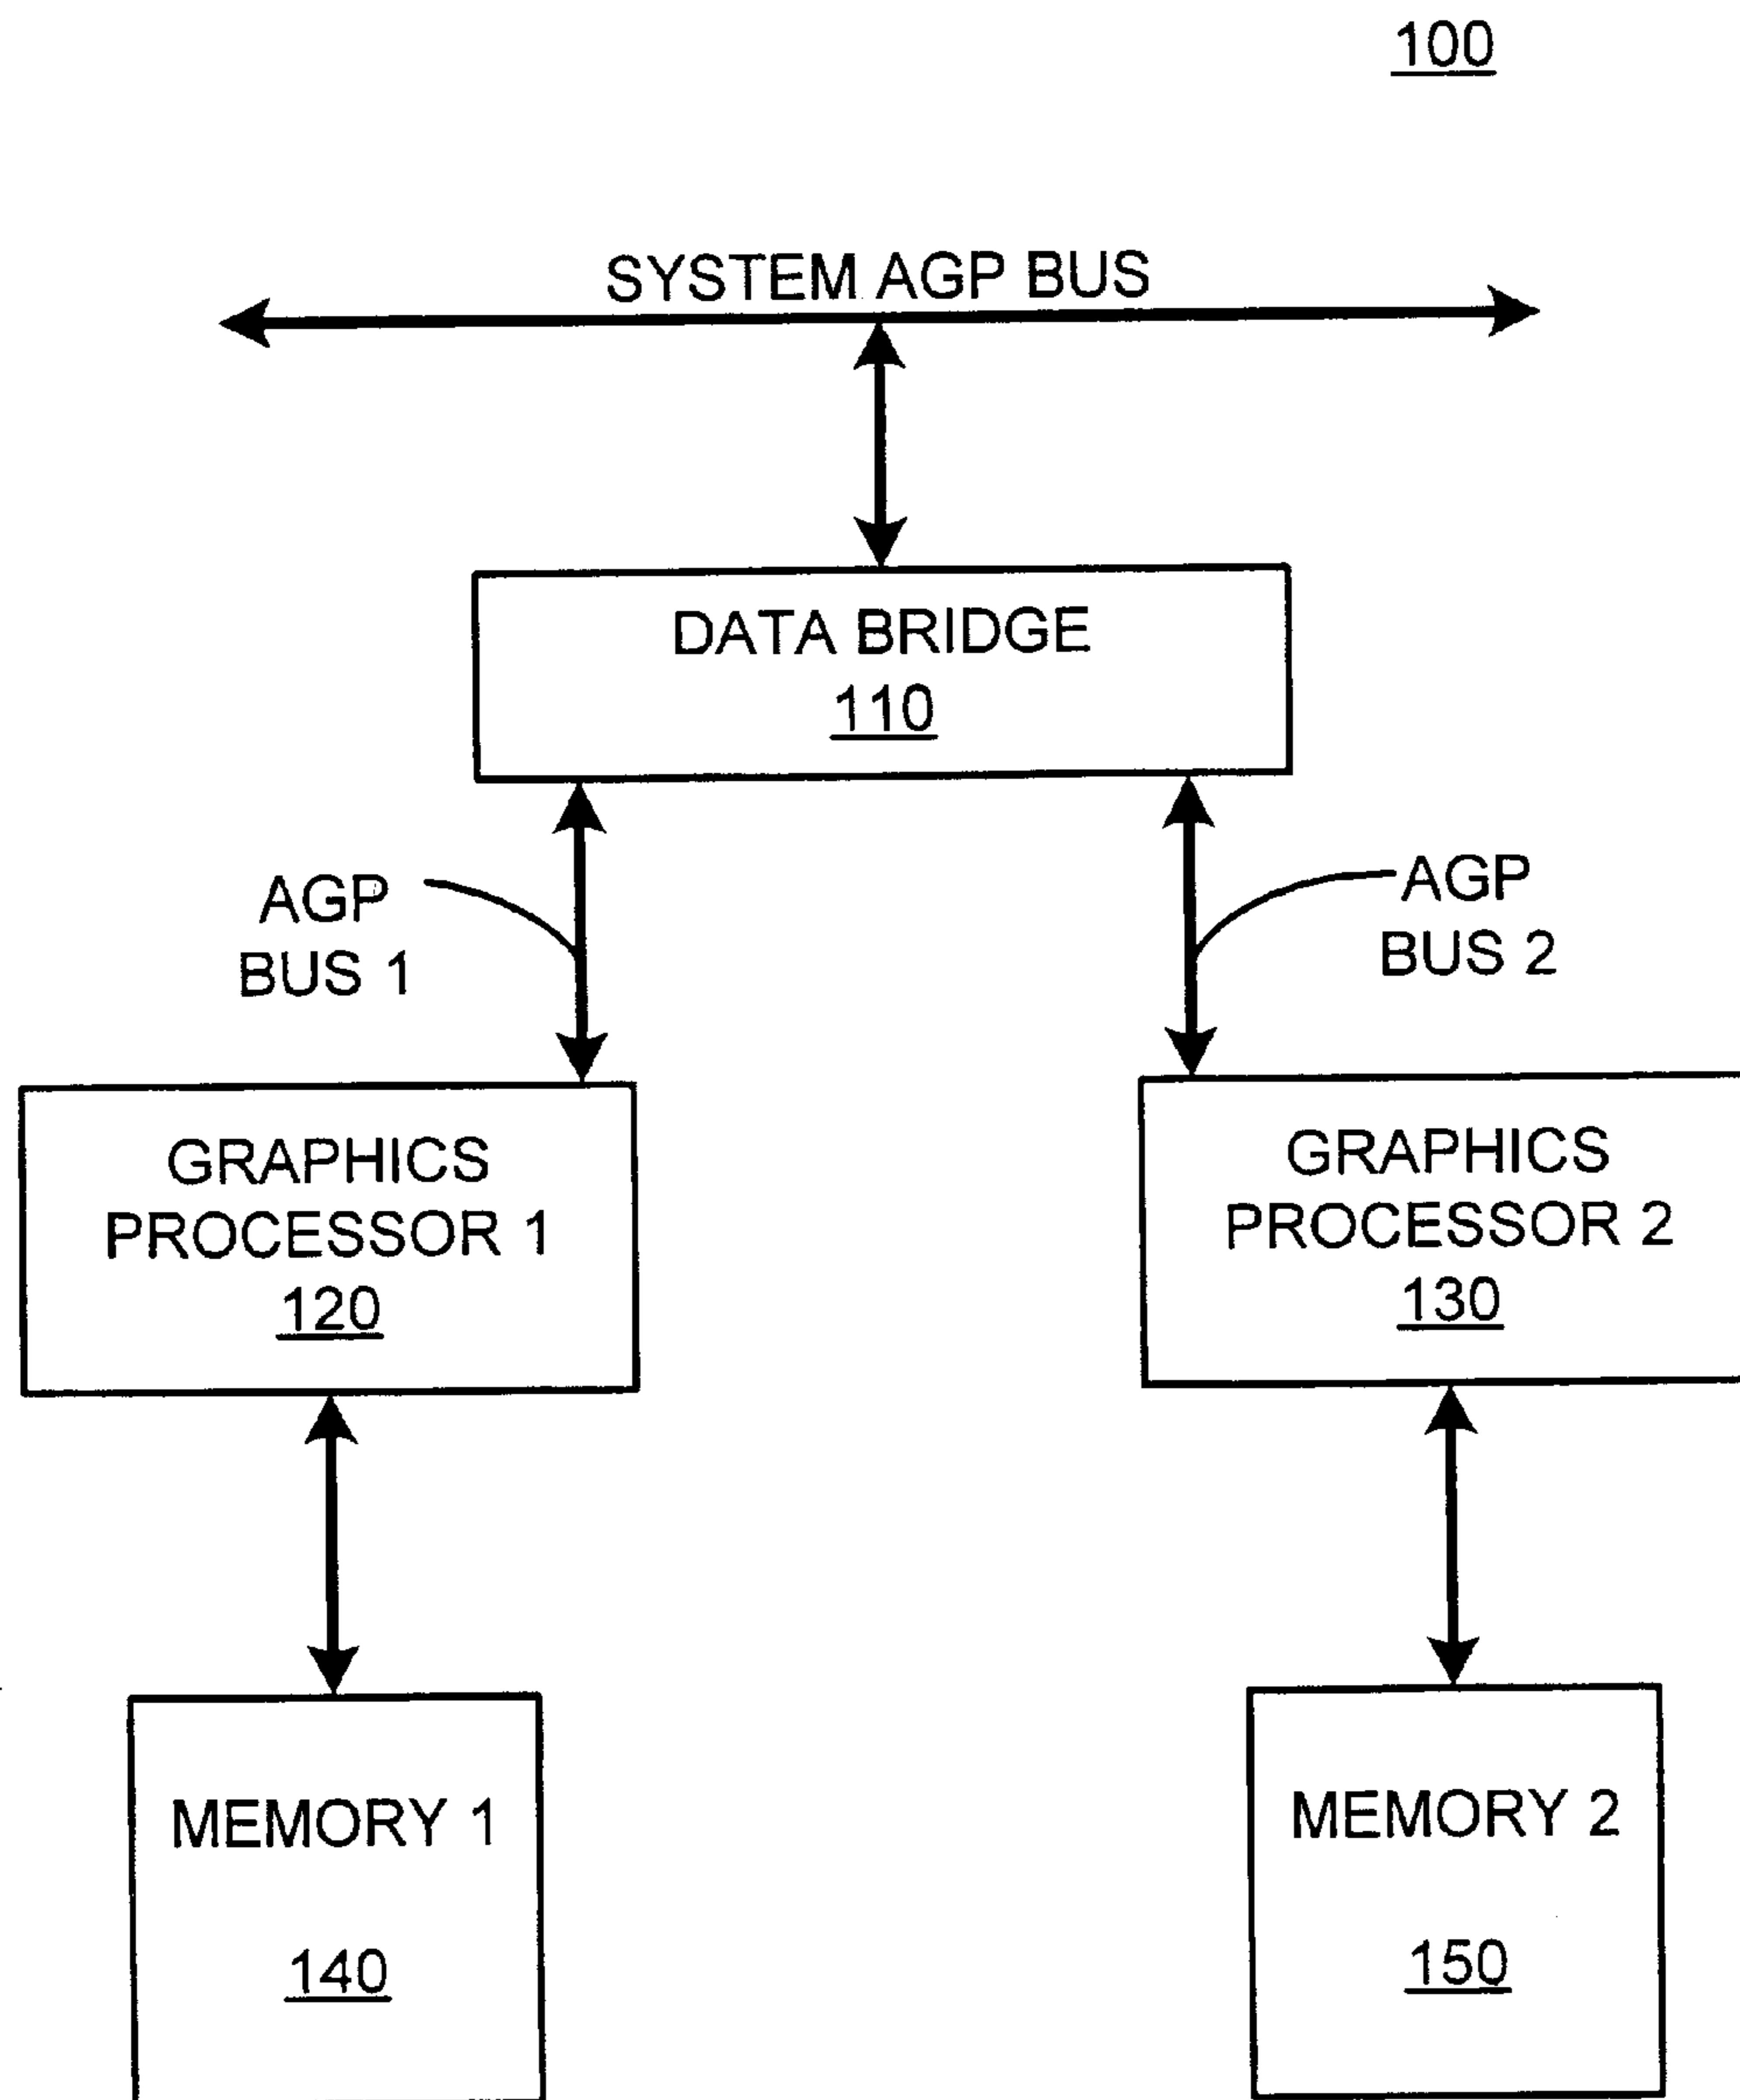 100
SYSTEM AGP BUS
DATA BRIDGE
110
AGP
BUS 1
AGP
BUS 2
GRAPHICS
PROCESSOR 1
120
GRAPHICS
PROCESSOR 2
130
MEMORY 1
140
MEMORY 2
150